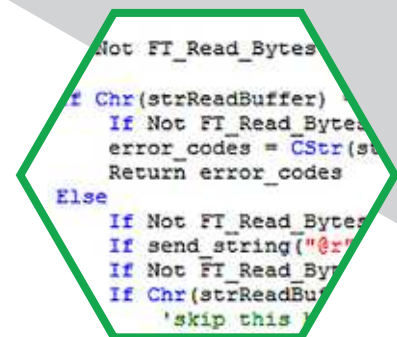 Not FT_Read_Bytes
If Chr(strReadBuffer)
If Not FT_Read_Bytes
error_codes = CStr(st
Return error_codes
Else
If Not FT_Read_Bytes
If send_string("@r"
If Not FT_Read_Byt
If Chr(strReadBuf
'skip this